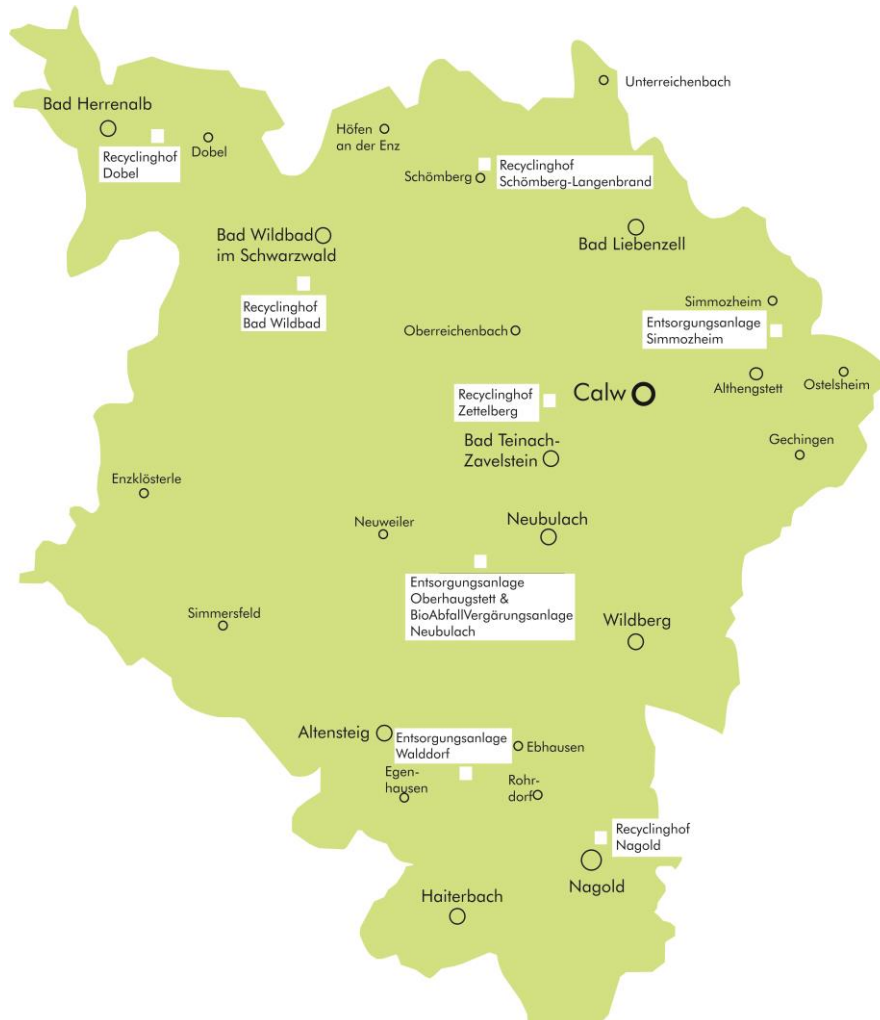 Unterreichenbach
Bad Herrenalb
Höfen
an der Enz
Dobel
Recyclinghof
Dobel
Recyclinghof
Schömberg-Langenbrand
Schömberg
Bad Wildbad
im Schwarzwald
Bad Liebenzell
Recyclinghof
Bad Wildbad
Simmozheim
Entsorgungsanlage
Simmozheim
Oberreichenbach
Althengstett
Ostelsheim
Recyclinghof
Zettelberg
Calw
Bad Teinach-
Zavelstein
Gechingen
Enzklösterle
Neuweiler
Neubulach
Entsorgungsanlage
Oberhaugstett &
BioAbfallVergärungsanlage
Neubulach
Simmersfeld
Wildberg
Altensteig
Entsorgungsanlage
Walddorf
Ebhausen
Egen-
hausen
Rohr-
dorf
Recyclinghof
Nagold
Nagold
Haiterbach